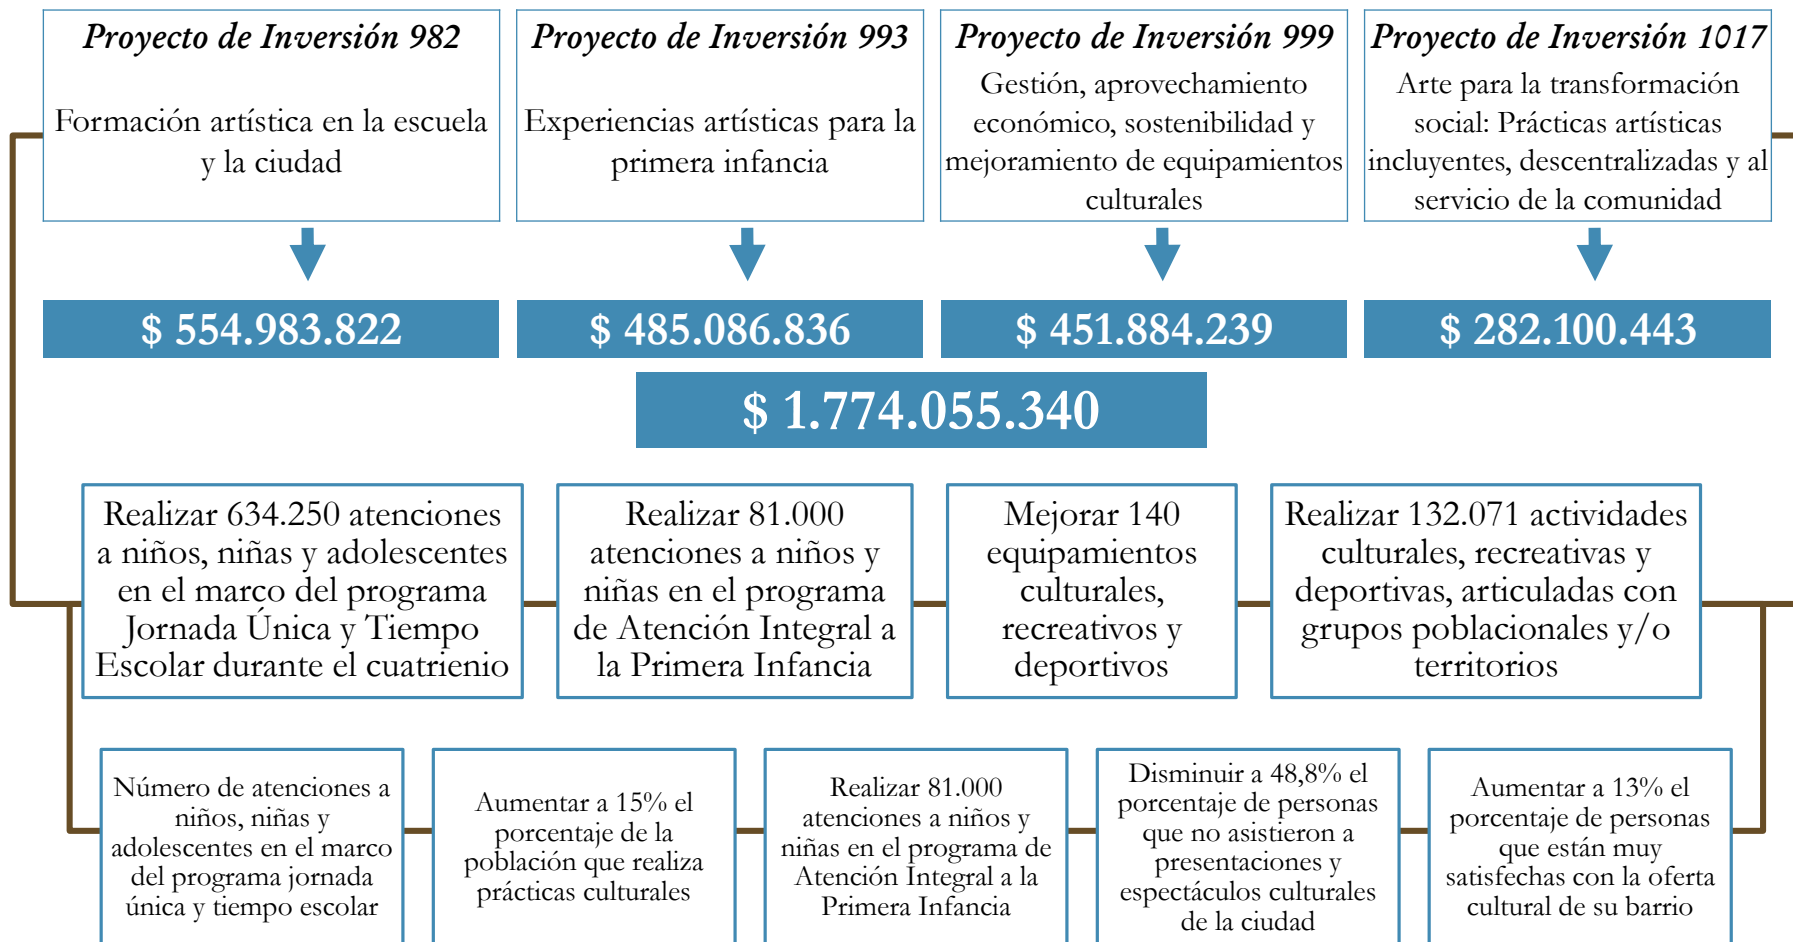 Proyecto de Inversión 982
Formación artística en la escuela
y la ciudad
Proyecto de Inversión 993
Experiencias artísticas para la
primera infancia
Proyecto de Inversión 999
Gestión, aprovechamiento
económico, sostenibilidad y
mejoramiento de equipamientos
culturales
Proyecto de Inversión 1017
Arte para la transformación
social: Prácticas artísticas
incluyentes, descentralizadas y al
servicio de la comunidad
$ 554.983.822
$ 485.086.836
$ 451.884.239
$ 282.100.443
$ 1.774.055.340
Realizar 634.250 atenciones
a niños, niñas y adolescentes
en el marco del programa
Jornada Única y Tiempo
Escolar durante el cuatrienio
Realizar 81.000
atenciones a niños y
niñas en el programa
de Atención Integral a
la Primera Infancia
Mejorar 140
equipamientos
culturales,
recreativos y
deportivos
Realizar 132.071 actividades
culturales, recreativas y
deportivas, articuladas con
grupos poblacionales y/o
territorios
Número de atenciones a
niños, niñas y
adolescentes en el marco
del programa jornada
única y tiempo escolar
Aumentar a 15% el
porcentaje de la
población que realiza
prácticas culturales
Realizar 81.000
atenciones a niños y
niñas en el programa de
Atención Integral a la
Primera Infancia
Disminuir a 48,8% el
porcentaje de personas
que no asistieron a
presentaciones y
espectáculos culturales
de la ciudad
Aumentar a 13% el
porcentaje de personas
que están muy
satisfechas con la oferta
cultural de su barrio